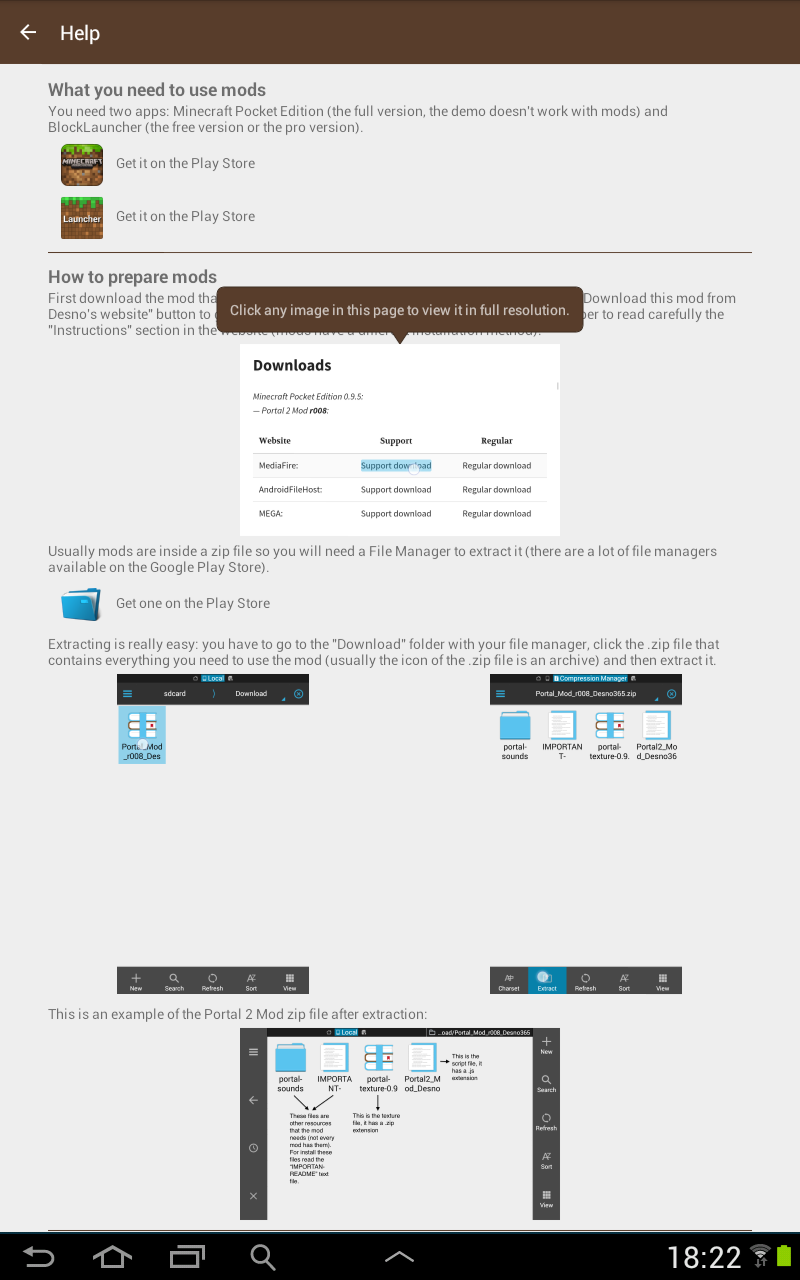 Help
What you need to use mods
You need two apps: Minecraft Pocket Edition (the full version, the demo doesn't work with mods) and
BlockLauncher (the free version or the pro version).
MINECRAFT
Get it on the Play Store
Launcher
Get it on the Play Store
How to prepare mods
First download the mod Download this mod from
Click any image in this page to view it in full resolution.
Desno's website" button to to read carefully the
"Instructions" section in the
Downloads
Minecraft Pocket Edition 0.9.5:
— Portal 2 Mod r008:
Website Support Regular
MediaFire: Support download Regular download
AndroidFileHost: Support download Regular download
MEGA: Support download Regular download
Usually mods are inside a zip file so you will need a File Manager to extract it (there are a lot of file managers
available on the Google Play Store).
Get one on the Play Store
Extracting is really easy: you have to go to the "Download" folder with your file manager, click the .zip file that
contains everything you need to use the mod (usually the icon of the .zip file is an archive) and then extract it.
Local
sdcard Download
Portal_Mod
_r008_Des
New Search Refresh Sort View
Compression Manager
Portal_Mod_r008_Desno365.zip
portal-
sounds
IMPORTAN
T-
portal-
texture-0.9.
Portal2_Mo
d_Desno36
Charset Extract Refresh Sort View
This is an example of the Portal 2 Mod zip file after extraction:
Local ...oad/Portal_Mod_r008_Desno365
portal-
sounds
IMPORTA
NT-
portal-
texture-0.9
Portal2_M
od_Desno
This is the
script file, it
has a .js
extension
These files are
other resources
that the mod
needs (not every
mod has them).
For install these
files read the
"IMPORTAN-
README" text
file.
This is the texture
file, it has a .zip
extension
New
Search
Refresh
Sort
View
18:22